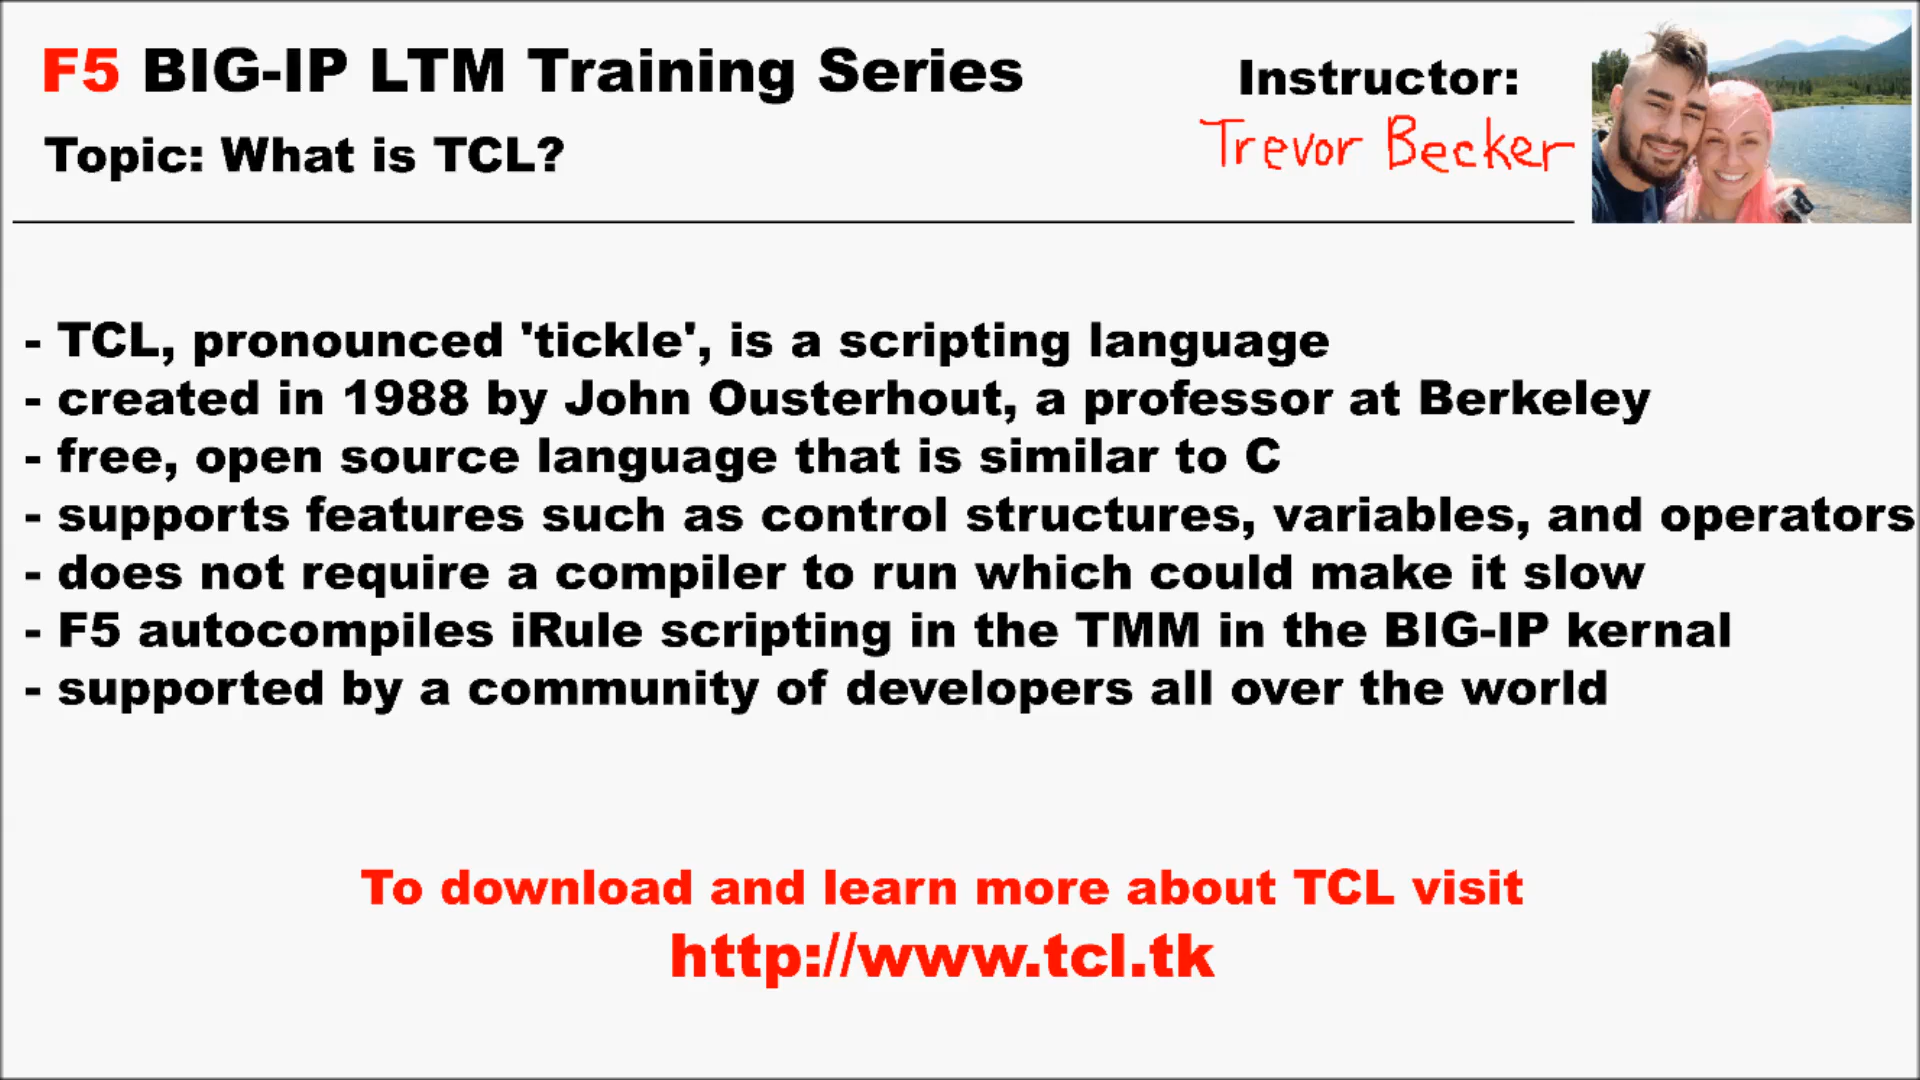 F5 BIG-IP LTM Training Series
Topic: What is TCL?
Instructor:
Trevor Becker
- TCL, pronounced 'tickle', is a scripting language
- created in 1988 by John Ousterhout, a professor at Berkeley
- free, open source language that is similar to C
- supports features such as control structures, variables, and operators
- does not require a compiler to run which could make it slow
- F5 autocompiles iRule scripting in the TMM in the BIG-IP kernal
- supported by a community of developers all over the world
To download and learn more about TCL visit
http://www.tcl.tk